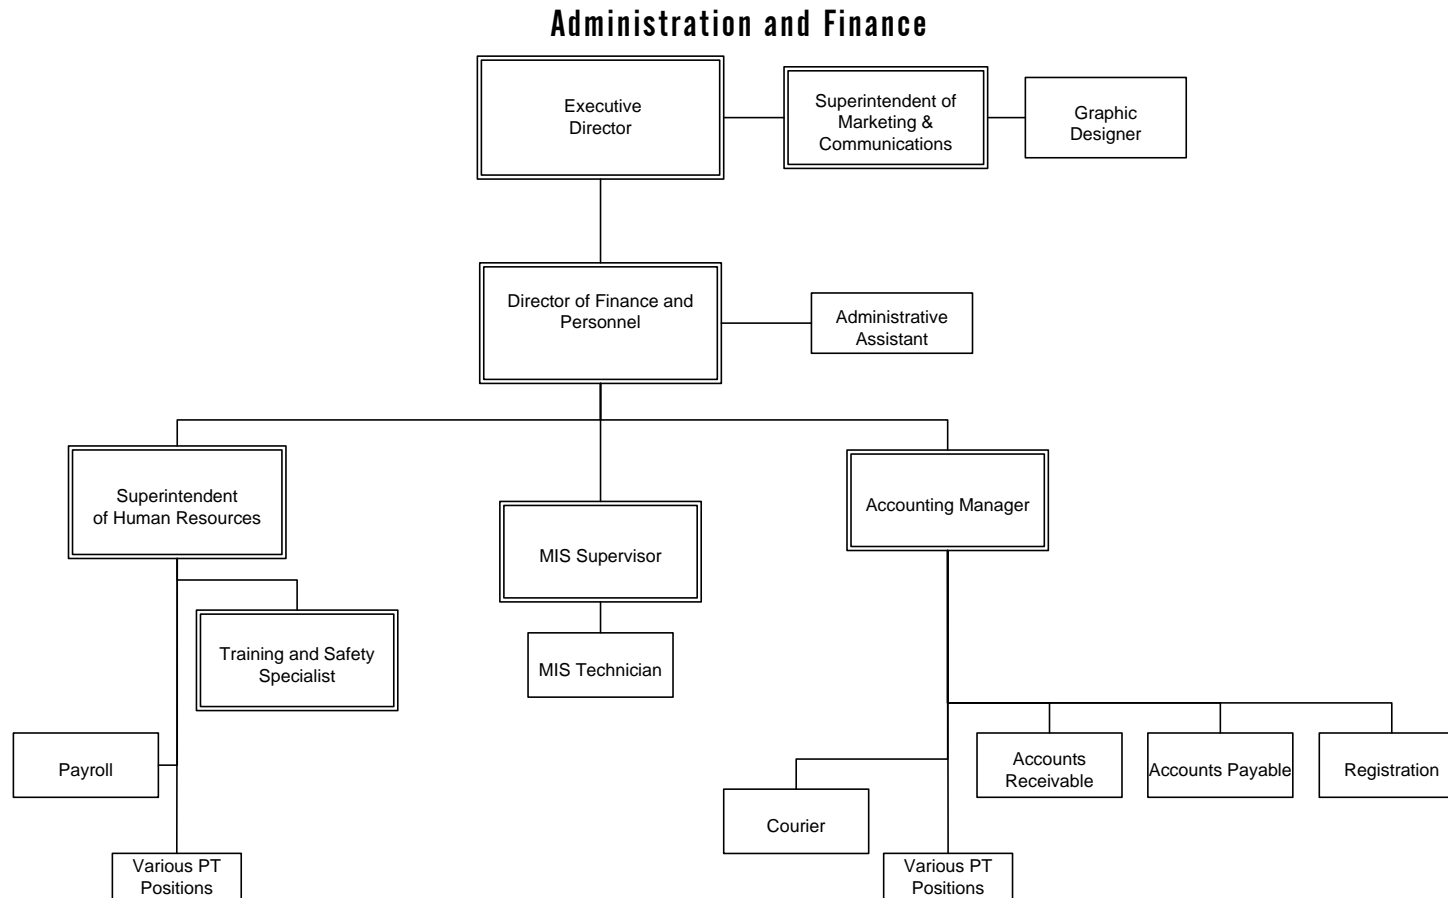 Administration and Finance
Executive
Director
Superintendent of
Marketing &
Communications
Graphic
Designer
Director of Finance and
Personnel
Administrative
Assistant
Superintendent
of Human Resources
MIS Supervisor
Accounting Manager
Training and Safety
Specialist
MIS Technician
Payroll
Accounts
Receivable
Accounts Payable
Registration
Courier
Various PT
Positions
Various PT
Positions